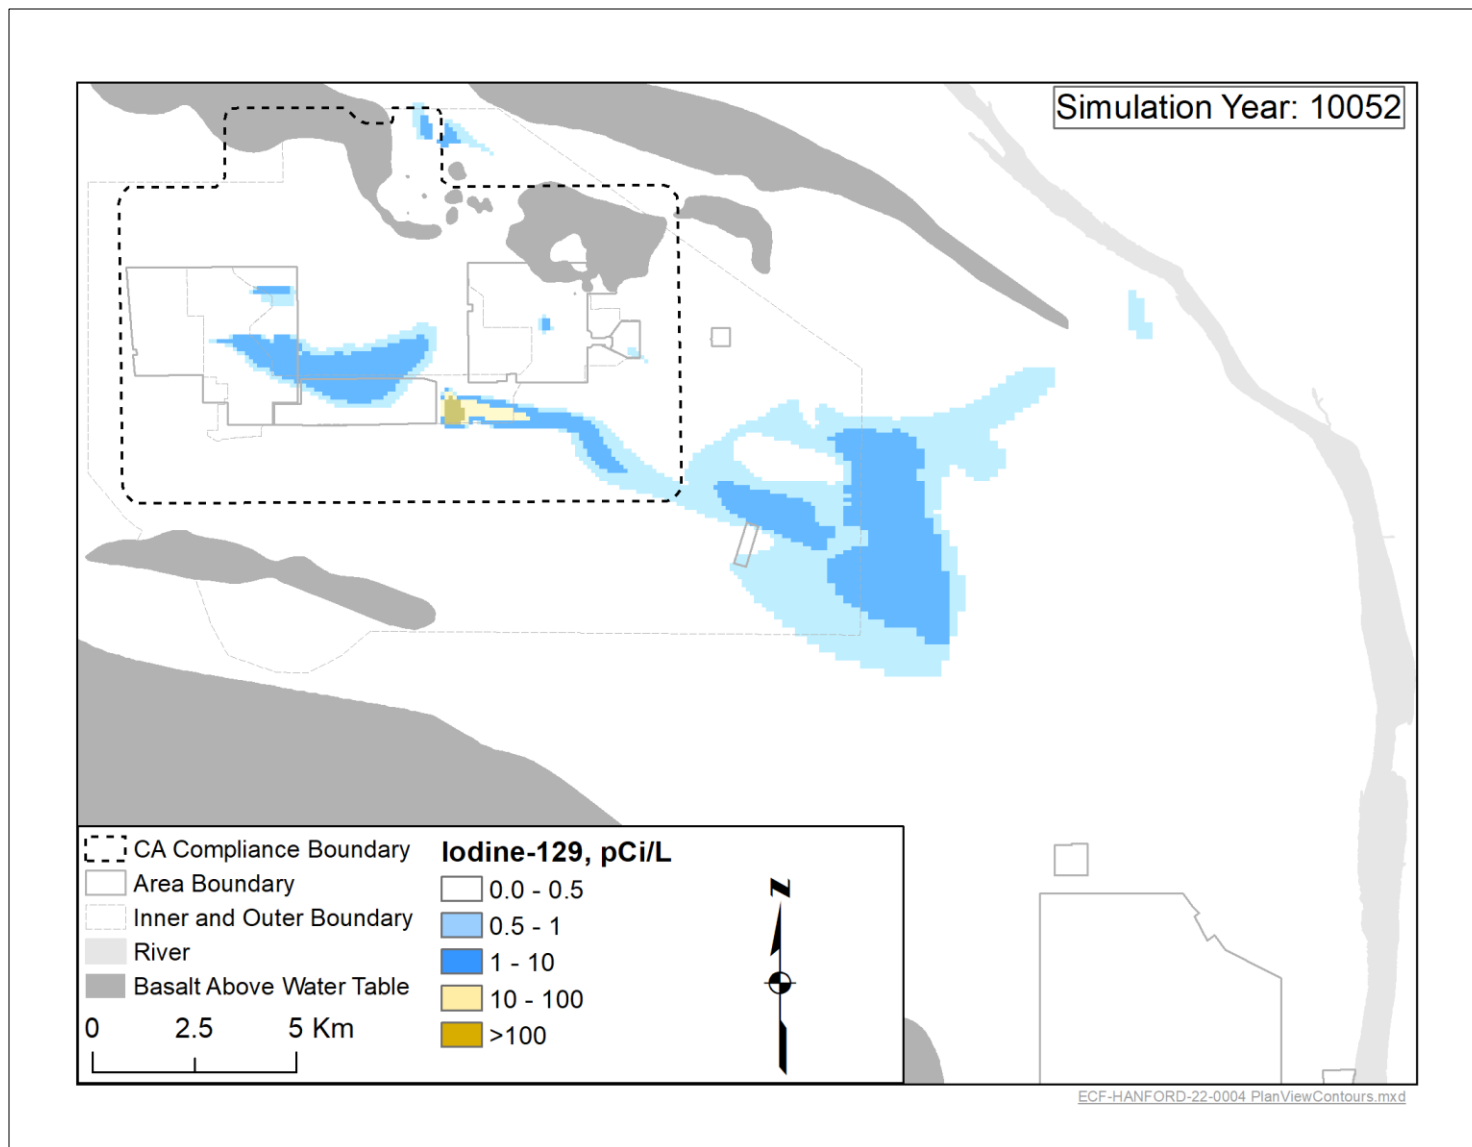 Simulation Year: 10052
CA Compliance Boundary
Area Boundary
Inner and Outer Boundary
River
Basalt Above Water Table
0 2.5 5 Km
Iodine-129, pCi/L
0.0 - 0.5
0.5 - 1
1 - 10
10 - 100
>100
N
ECF-HANFORD-22-0004 PlanViewContours.mxd